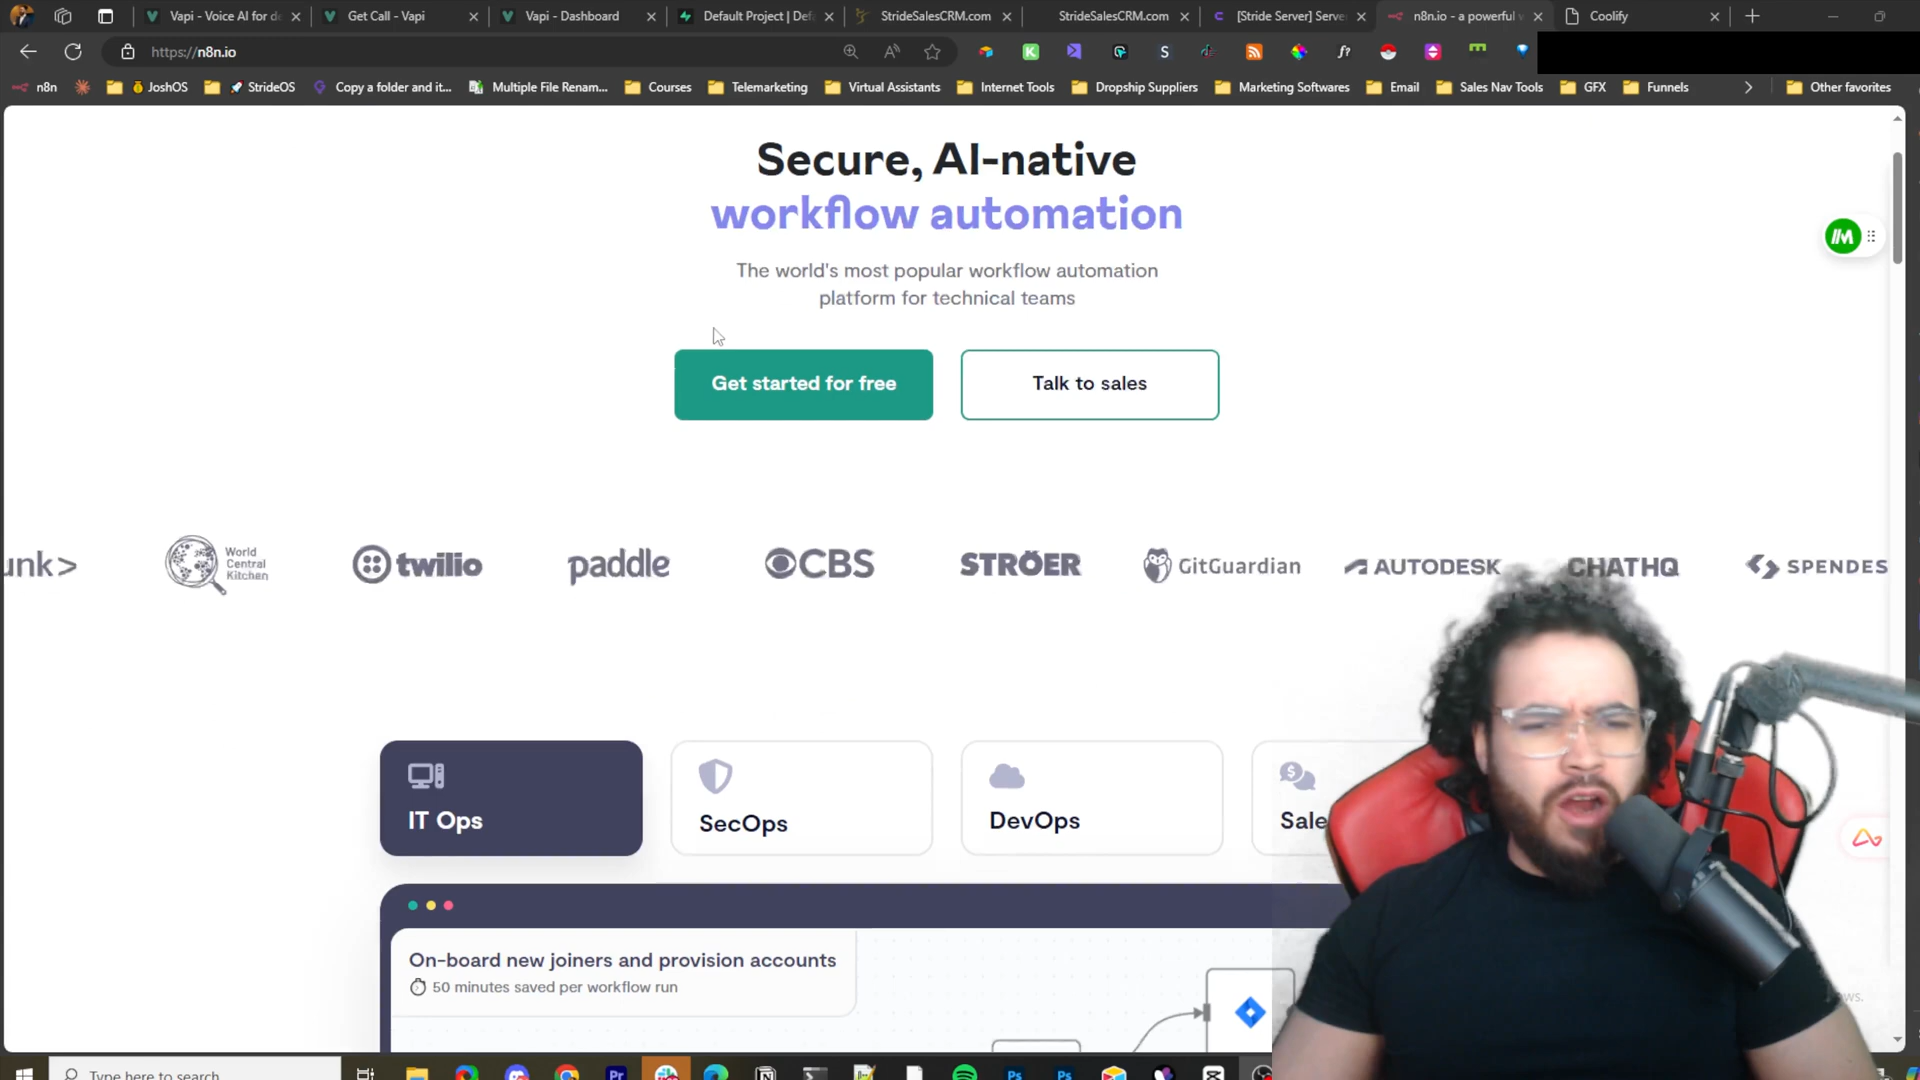 Vapi - Voice AI for de
Get Call - Vapi
Vapi - Dashboard
Default Project | Def
StrideSalesCRM.com
StrideSalesCRM.com
[Stride Server] Serve
n8n.io - a powerful w
Coolify
https://n8n.io
n8n
JoshOS
StrideOS
Copy a folder and it...
Multiple File Renam...
Courses
Telemarketing
Virtual Assistants
Internet Tools
Dropship Suppliers
Marketing Softwares
Email
Sales Nav Tools
GFX
Funnels
Other favorites
Secure, AI-native
workflow automation
The world's most popular workflow automation
platform for technical teams
Get started for free
Talk to sales
unk>
World
Central
Kitchen
twilio
paddle
CBS
STRÖER
GitGuardian
AUTODESK
CHATHQ
SPENDES
IT Ops
SecOps
DevOps
Sale
On-board new joiners and provision accounts
50 minutes saved per workflow run
Type here to search